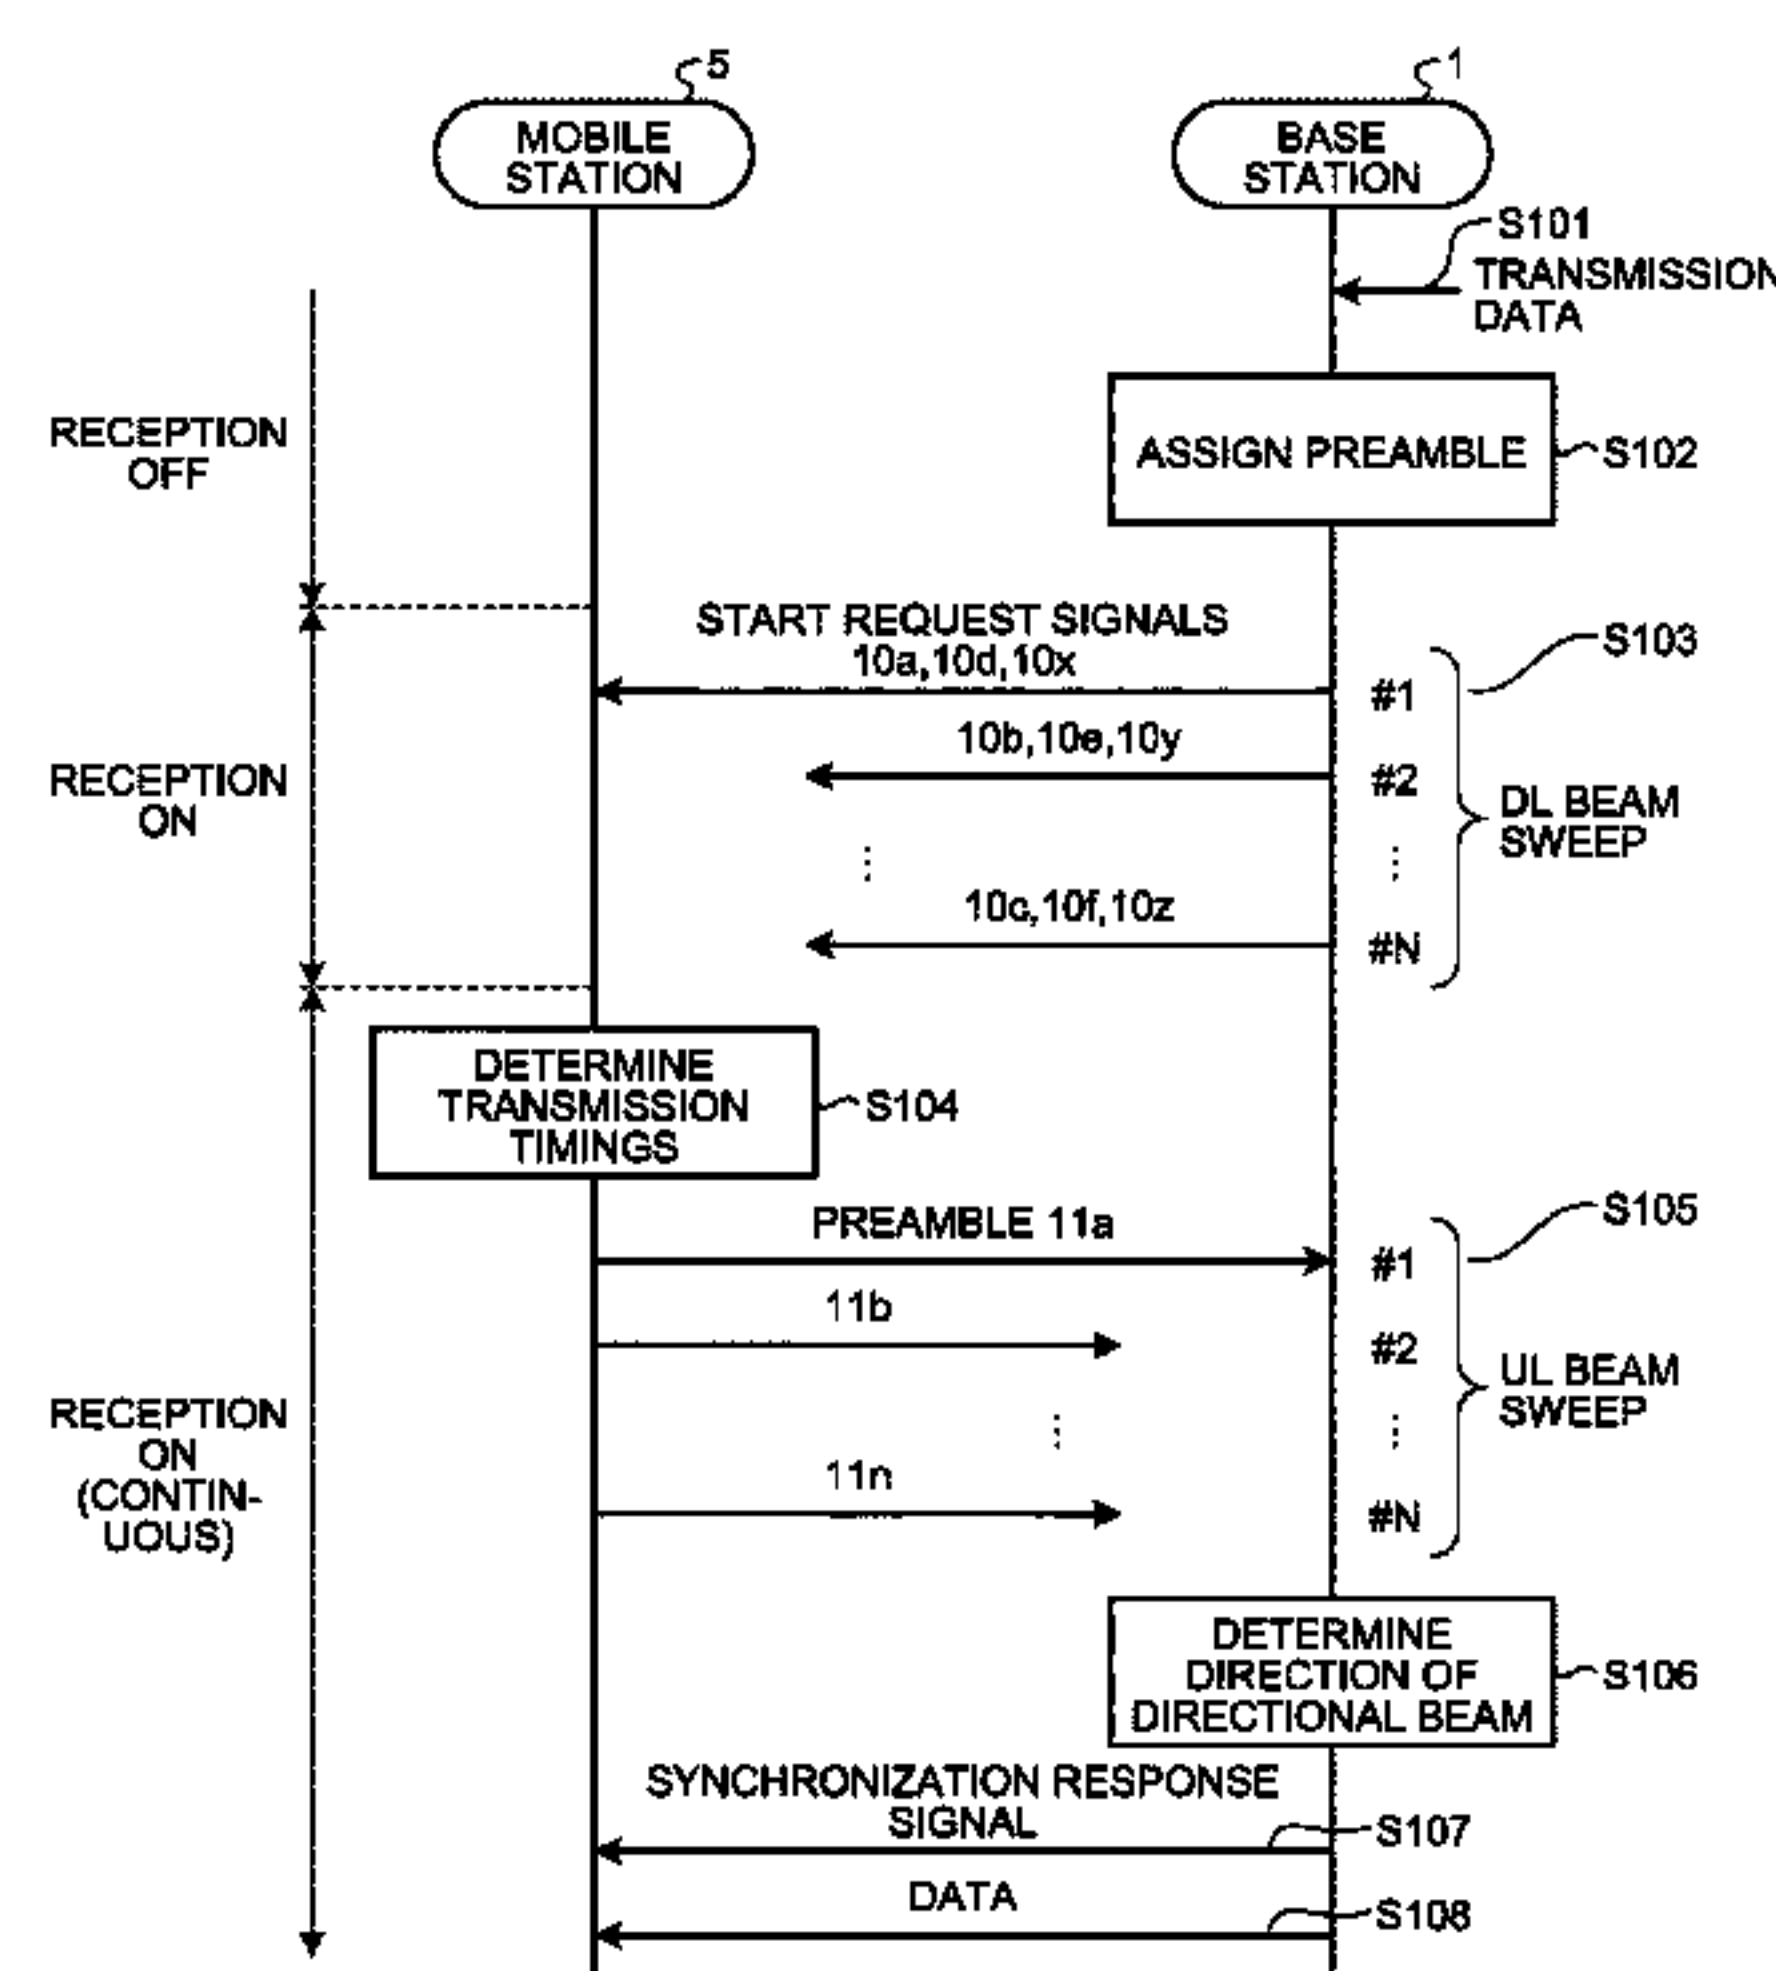 5
1
MOBILE
STATION
BASE
STATION
S101
TRANSMISSION
DATA
RECEPTION
OFF
ASSIGN PREAMBLE
S102
START REQUEST SIGNALS
10a,10d,10x
S103
#1
10b,10e,10y
#2
RECEPTION
ON
DL BEAM
SWEEP
⋮
⋮
10c,10f,10z
#N
DETERMINE
TRANSMISSION
TIMINGS
S104
PREAMBLE 11a
S105
#1
11b
#2
UL BEAM
SWEEP
RECEPTION
ON
(CONTIN-
UOUS)
⋮
⋮
11n
#N
DETERMINE
DIRECTION OF
DIRECTIONAL BEAM
S106
SYNCHRONIZATION RESPONSE
SIGNAL
S107
DATA
S108